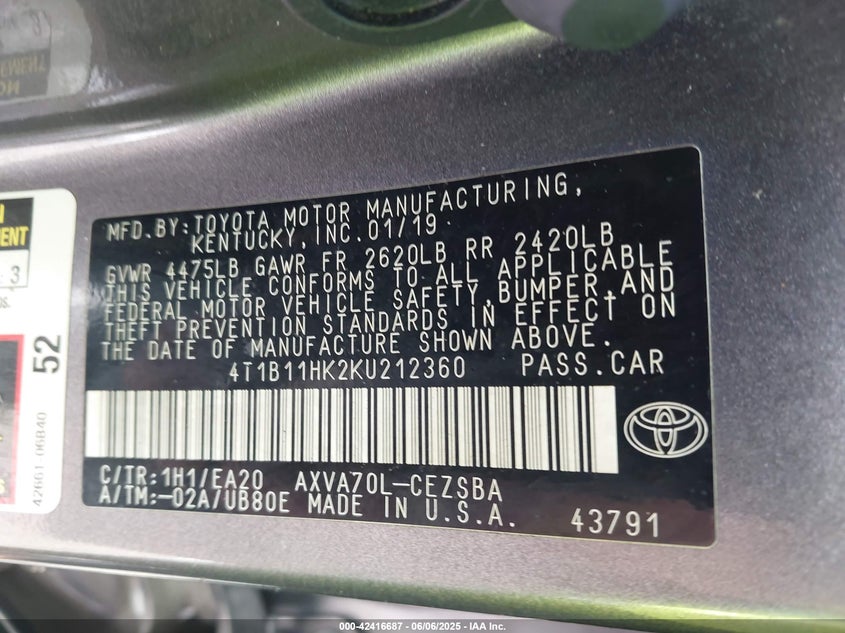 MFD.BY:TOYOTA MOTOR MANUFACTURING,
KENTUCKY,INC.01/19
GVWR 4475LB GAWR FR 2620LB RR 2420LB
THIS VEHICLE CONFORMS TO ALL APPLICABLE
FEDERAL MOTOR VEHICLE SAFETY,BUMPER,AND
THEFT PREVENTION STANDARDS IN EFFECT ON
THE DATE OF MANUFACTURE SHOWN ABOVE.
4T1B11HK2KU212360 PASS.CAR
C/TR:1H1/EA20 AXVA70L-CEZSBA
A/TM:-02A/UB80E MADE IN U.S.A. 43791
3
52
42661-06B40
000-42416687 - 06/06/2025 - IAA Inc.